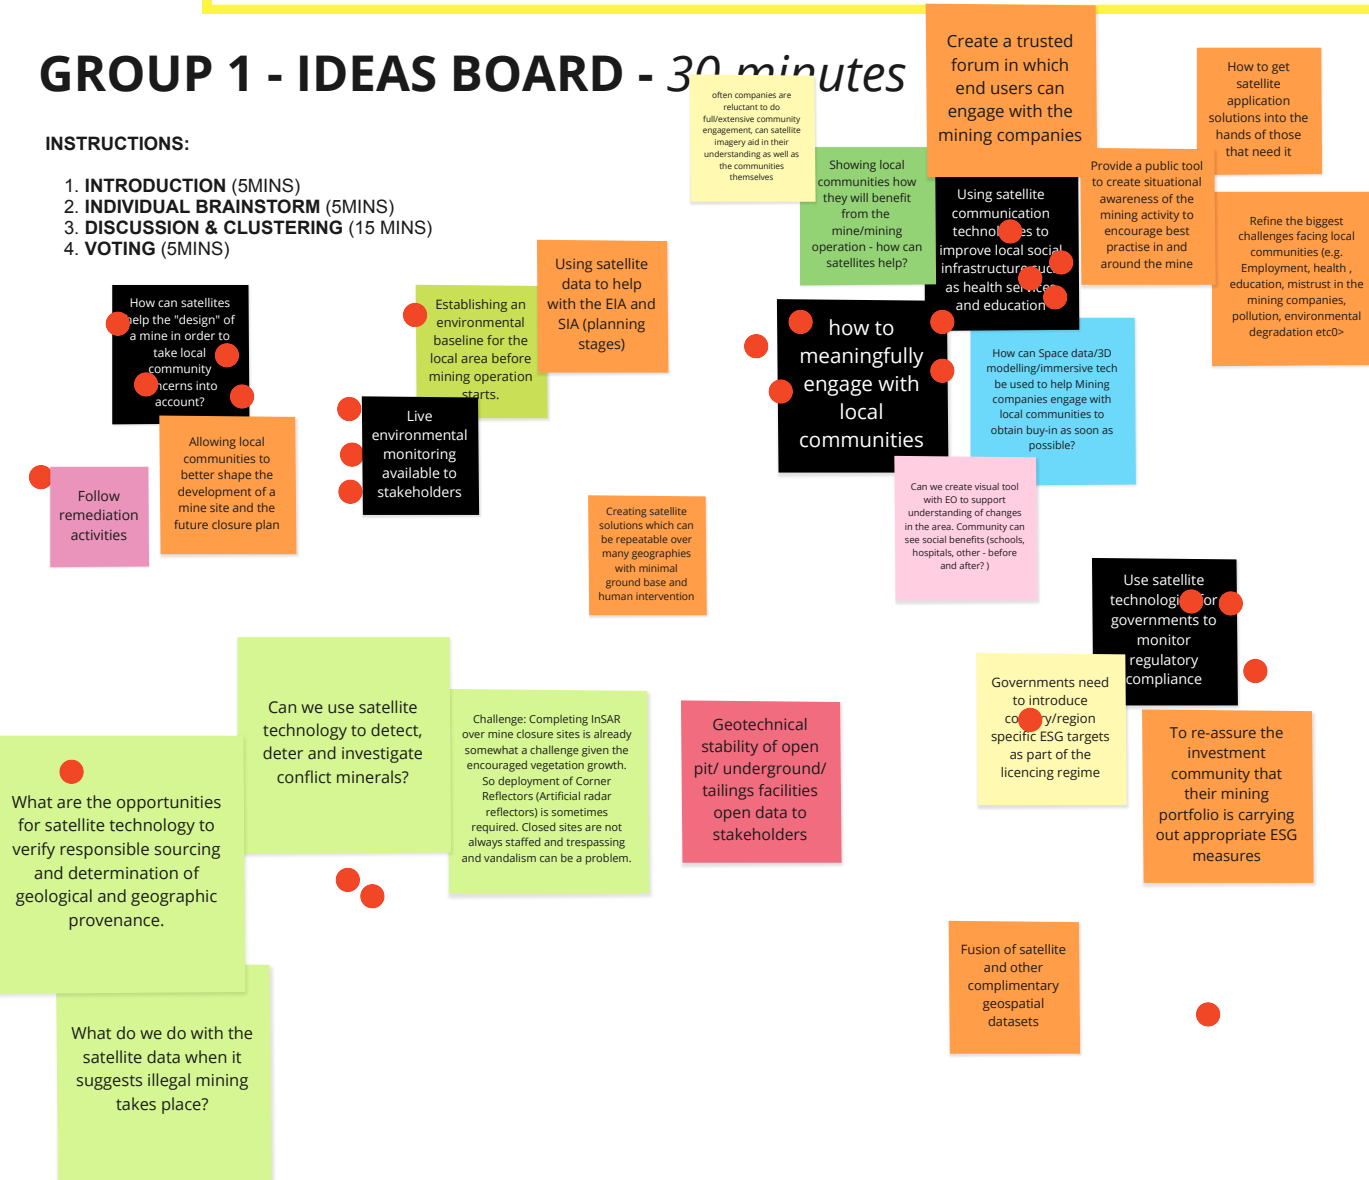 GROUP 1 - IDEAS BOARD - 30 minutes
INSTRUCTIONS:
1. INTRODUCTION (5MINS)
2. INDIVIDUAL BRAINSTORM (5MINS)
3. DISCUSSION & CLUSTERING (15 MINS)
4. VOTING (5MINS)
often companies are
reluctant to do
full/extensive community
engagement, can satellite
imagery aid in their
understanding as well as
the communities
themselves
Showing local
communities how
they will benefit
from the
mine/mining
operation - how can
satellites help?
Create a trusted
forum in which
end users can
engage with the
mining companies
How to get
satellite
application
solutions into the
hands of those
that need it
Using satellite
communication
technologies to
improve local social
infrastructure such
as health services
and education
Provide a public tool
to create situational
awareness of the
mining activity to
encourage best
practise in and
around the mine
Refine the biggest
challenges facing local
communities (e.g.
Employment, health ,
education, mistrust in the
mining companies,
pollution, environmental
degradation etc0>
How can satellites
help the "design" of
a mine in order to
take local
community
concerns into
account?
Allowing local
communities to
better shape the
development of a
mine site and the
future closure plan
Follow
remediation
activities
Establishing an
environmental
baseline for the
local area before
mining operation
starts.
Using satellite
data to help
with the EIA and
SIA (planning
stages)
Live
environmental
monitoring
available to
stakeholders
how to
meaningfully
engage with
local
communities
How can Space data/3D
modelling/immersive tech
be used to help Mining
companies engage with
local communities to
obtain buy-in as soon as
possible?
Can we create visual tool
with EO to support
understanding of changes
in the area. Community can
see social benefits (schools,
hospitals, other - before
and after? )
Creating satellite
solutions which can
be repeatable over
many geographies
with minimal
ground base and
human intervention
Use satellite
technologies for
governments to
monitor
regulatory
compliance
Governments need
to introduce
country/region
specific ESG targets
as part of the
licencing regime
To re-assure the
investment
community that
their mining
portfolio is carrying
out appropriate ESG
measures
Can we use satellite
technology to detect,
deter and investigate
conflict minerals?
Challenge: Completing InSAR
over mine closure sites is already
somewhat a challenge given the
encouraged vegetation growth.
So deployment of Corner
Reflectors (Artificial radar
reflectors) is sometimes
required. Closed sites are not
always staffed and trespassing
and vandalism can be a problem.
Geotechnical
stability of open
pit/ underground/
tailings facilities
open data to
stakeholders
What are the opportunities
for satellite technology to
verify responsible sourcing
and determination of
geological and geographic
provenance.
What do we do with the
satellite data when it
suggests illegal mining
takes place?
Fusion of satellite
and other
complimentary
geospatial
datasets